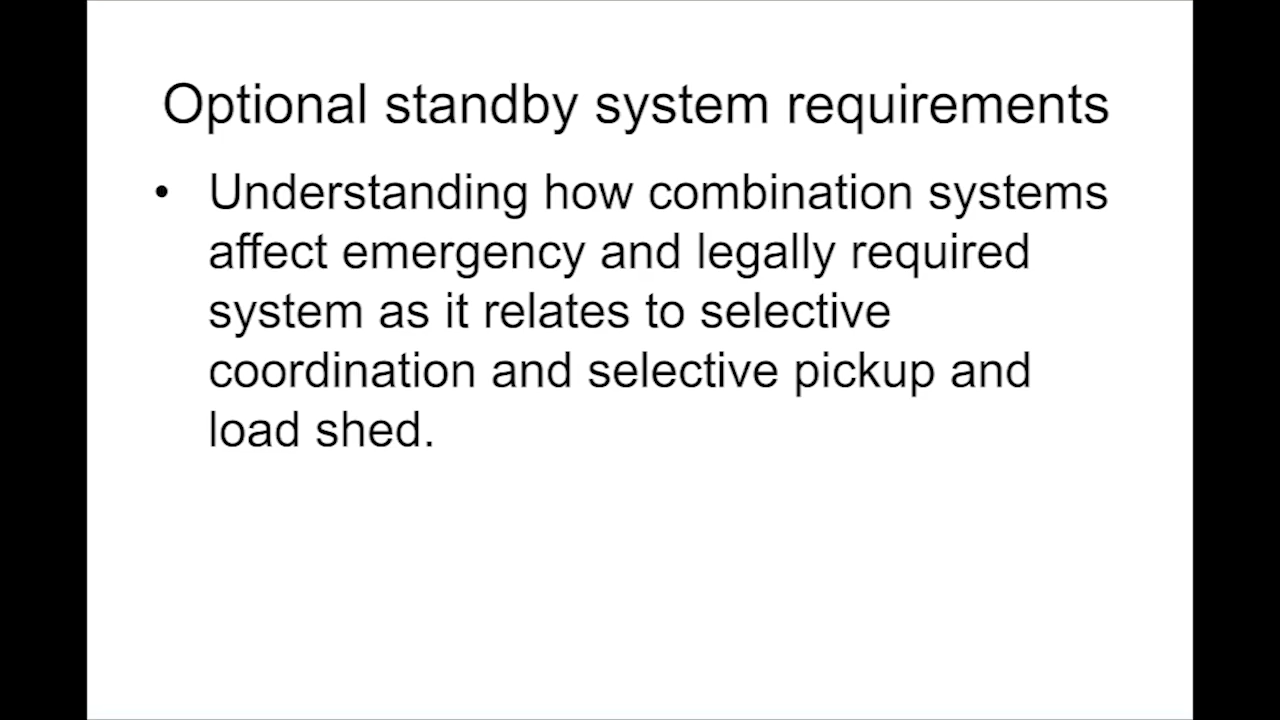 Optional standby system requirements
• Understanding how combination systems
affect emergency and legally required
system as it relates to selective
coordination and selective pickup and
load shed.